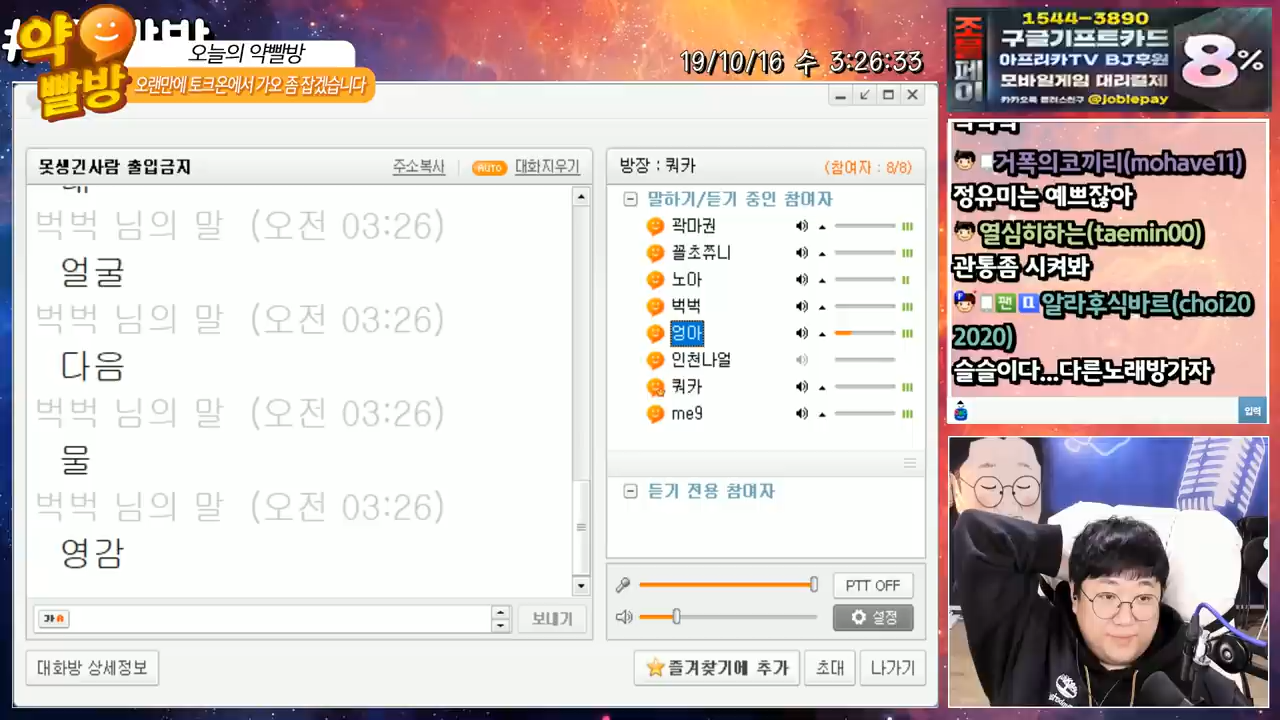 약빵방
오늘의 약빵방
오랜만에 토크온에서 가오 좀 잡겠습니다
19/10/16 수 3:26:33
1544-3890
조블페이
구글기프트카드
아프리카TV BJ후원
모바일게임 대리결제
카카오톡 플러스친구 @joblepay
8%
못생긴사람 출입금지
주소복사
AUTO
대화지우기
벅벅 님의 말 (오전 03:26)
얼굴
벅벅 님의 말 (오전 03:26)
다음
벅벅 님의 말 (오전 03:26)
물
벅벅 님의 말 (오전 03:26)
영감
가
보내기
대화방 상세정보
방장 : 쿽카
(참여자 : 8/8)
말하기/듣기 중인 참여자
곽마권
꼴초쮸니
노아
벅벅
엉아
인천나얼
쿽카
me9
듣기 전용 참여자
PTT OFF
설정
즐겨찾기에 추가
초대
나가기
거폭의코끼리(mohave11)
정유미는 예쁘잖아
열심히하는(taemin00)
관통좀 시켜봐
팬
알라후식바르(choi20
2020)
슬슬이다...다른노래방가자
입력